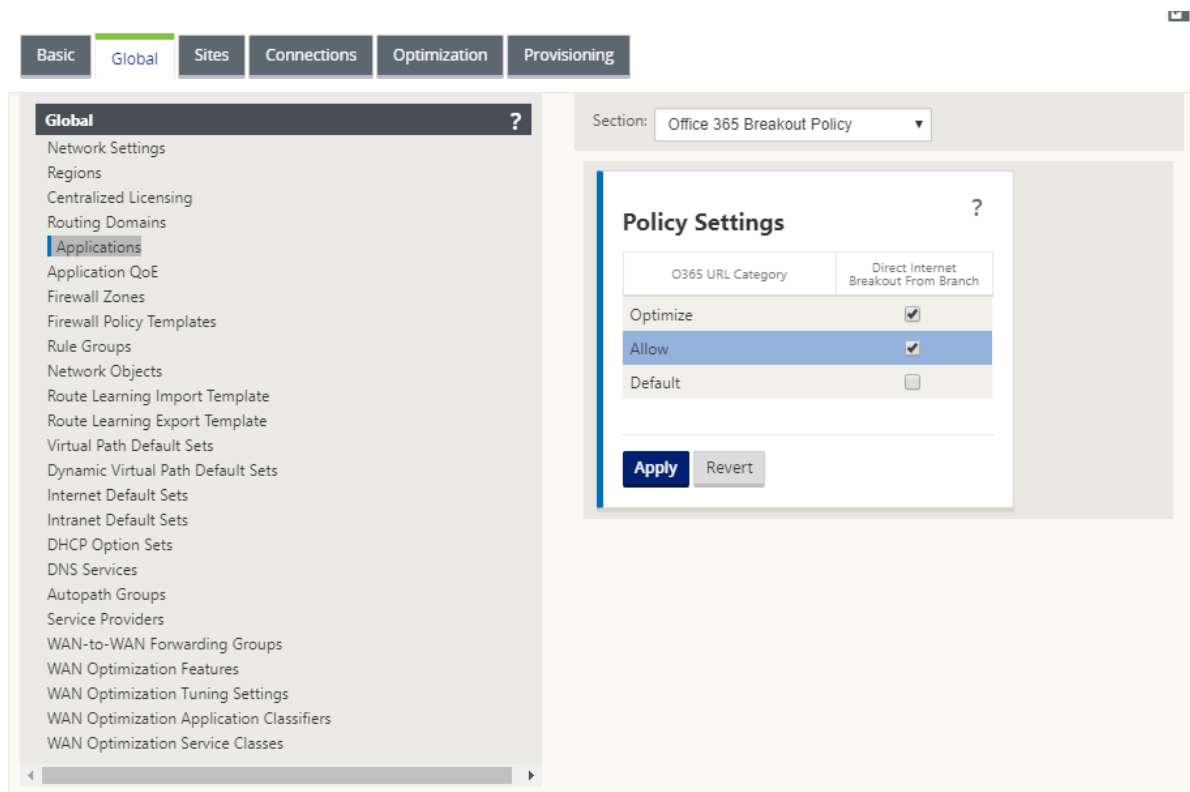 Basic Global Sites Connections Optimization Provisioning
Global ?
Network Settings
Regions
Centralized Licensing
Routing Domains
Applications
Application QoE
Firewall Zones
Firewall Policy Templates
Rule Groups
Network Objects
Route Learning Import Template
Route Learning Export Template
Virtual Path Default Sets
Dynamic Virtual Path Default Sets
Internet Default Sets
Intranet Default Sets
DHCP Option Sets
DNS Services
Autopath Groups
Service Providers
WAN-to-WAN Forwarding Groups
WAN Optimization Features
WAN Optimization Tuning Settings
WAN Optimization Application Classifiers
WAN Optimization Service Classes
Section: Office 365 Breakout Policy
?
Policy Settings
O365 URL Category
Direct Internet
Breakout From Branch
Optimize
Allow
Default
Apply Revert